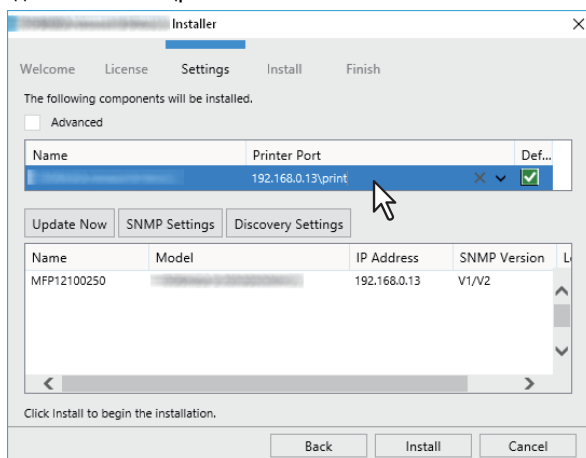 Installer
Welcome License Settings Install Finish
The following components will be installed.
Advanced
Name Printer Port Def...
192.168.0.13\print
Update Now SNMP Settings Discovery Settings
Name Model IP Address SNMP Version
MFP12100250 192.168.0.13 V1/V2
Click Install to begin the installation.
Back Install Cancel